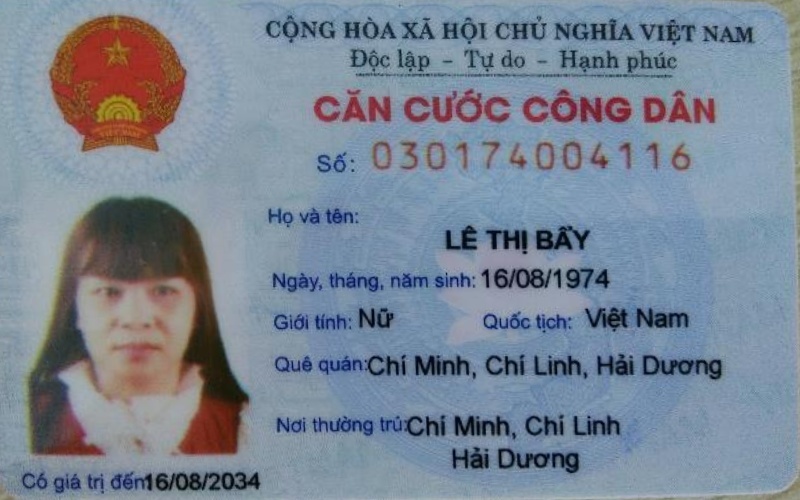 CỘNG HÒA XÃ HỘI CHỦ NGHĨA VIỆT NAM
Độc lập - Tự do - Hạnh phúc
CĂN CƯỚC CÔNG DÂN
Số: 030174004116
Họ và tên:
LÊ THỊ BẨY
Ngày, tháng, năm sinh: 16/08/1974
Giới tính: Nữ Quốc tịch: Việt Nam
Quê quán: Chí Minh, Chí Linh, Hải Dương
Nơi thường trú: Chí Minh, Chí Linh
Hải Dương
Có giá trị đến 16/08/2034